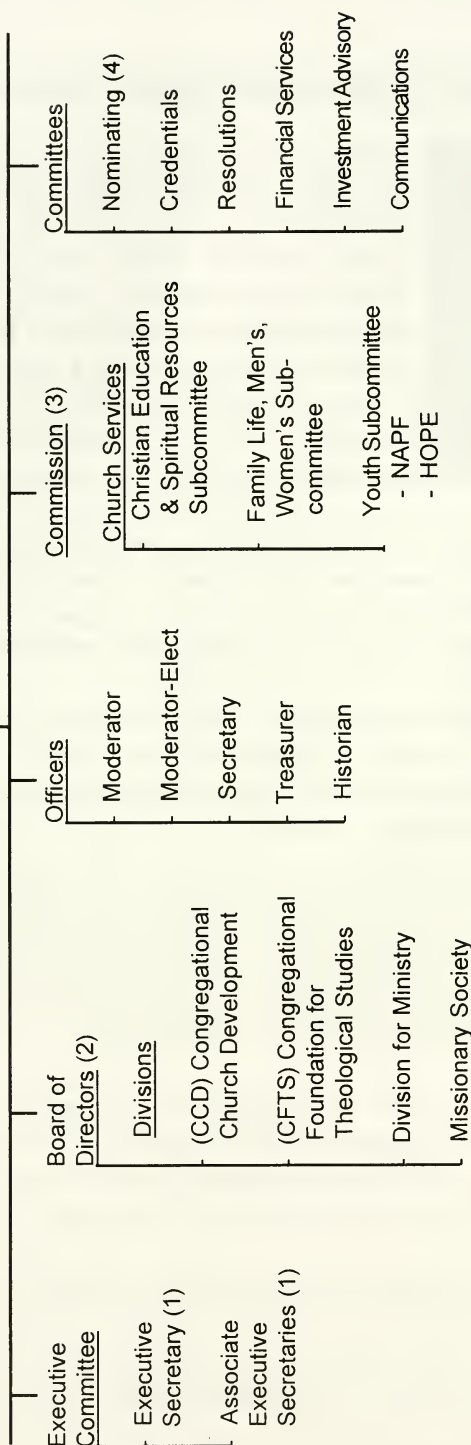 Executive
Committee
Executive
Secretary (1)
Associate
Executive
Secretaries (1)
Board of
Directors (2)
Divisions
(CCD) Congregational
Church Development
(CFTS) Congregational
Foundation for
Theological Studies
Division for Ministry
Missionary Society
Officers
Moderator
Moderator-Elect
Secretary
Treasurer
Historian
Commission (3)
Church Services
Christian Education
& Spiritual Resources
Subcommittee
Family Life, Men's,
Women's Sub-
committee
Youth Subcommittee
- NAPF
- HOPE
Committees
Nominating (4)
Credentials
Resolutions
Financial Services
Investment Advisory
Communications